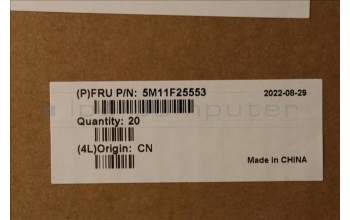 (P)FRU P/N: 5M11F25553
2022-08-29
Quantity: 20
(4L)Origin: CN
Made in CHINA